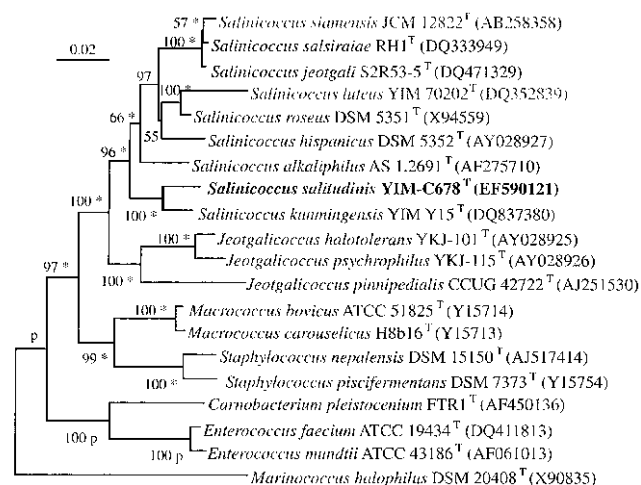 57 *
Salinicoccus siamensis JCM 12822T (AB258358)
0.02
100 *
Salinicoccus salsiraiae RH1T (DQ333949)
Salinicoccus jeotgali S2R53-5T (DQ471329)
97
100 *
Salinicoccus luteus YIM 70202T (DQ352839)
Salinicoccus roseus DSM 5351T (X94559)
66 *
55
Salinicoccus hispanicus DSM 5352T (AY028927)
96 *
Salinicoccus alkaliphilus AS 1.2691T (AF275710)
Salinicoccus salitudinis YIM-C678T (EF590121)
100 *
100 *
Salinicoccus kunmingensis YIM Y15T (DQ837380)
100 *
Jeotgalicoccus halotolerans YKJ-101T (AY028925)
Jeotgalicoccus psychrophilus YKJ-115T (AY028926)
97 *
100 *
Jeotgalicoccus pinnipedialis CCUG 42722T (AJ251530)
100 *
Macrococcus bovicus ATCC 51825T (Y15714)
p
Macrococcus carouselicus H8b16T (Y15713)
99 *
Staphylococcus nepalensis DSM 15150T (AJ517414)
100 *
Staphylococcus piscifermentans DSM 7373T (Y15754)
Carnobacterium pleistocenium FTR1T (AF450136)
100 p
Enterococcus faecium ATCC 19434T (DQ411813)
100 p
Enterococcus mundtii ATCC 43186T (AF061013)
Marinococcus halophilus DSM 20408T (X90835)